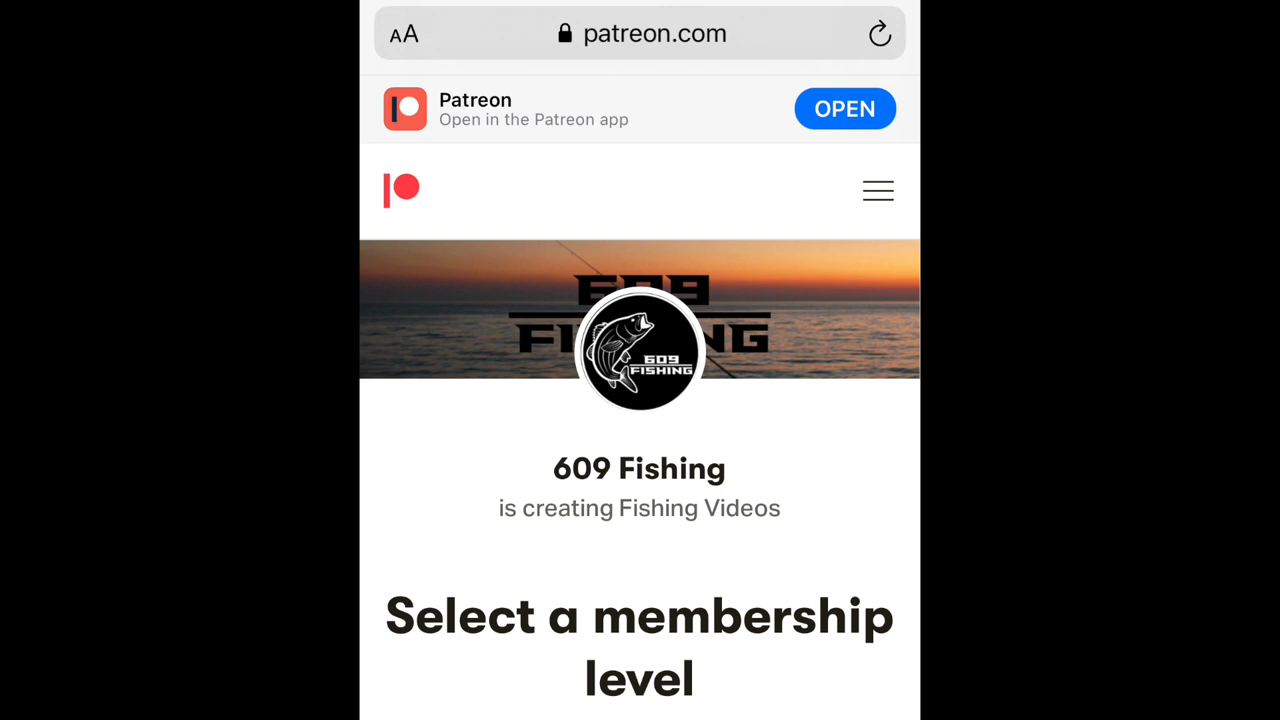 AA
patreon.com
Patreon
Open in the Patreon app
OPEN
609
FISHING
609
FISHING
609 Fishing
is creating Fishing Videos
Select a membership
level